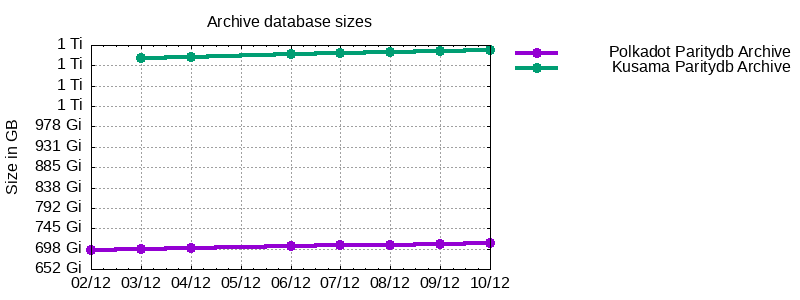 Archive database sizes
Size in GB
1 Ti
1 Ti
1 Ti
1 Ti
978 Gi
931 Gi
885 Gi
838 Gi
792 Gi
745 Gi
698 Gi
652 Gi
02/12 03/12 04/12 05/12 06/12 07/12 08/12 09/12 10/12
Polkadot Paritydb Archive
Kusama Paritydb Archive